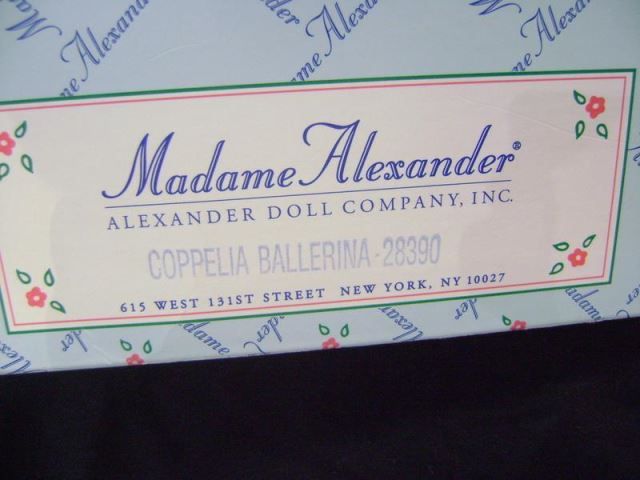 Madame Alexander®
ALEXANDER DOLL COMPANY, INC.
COPPELIA BALLERINA-28390
615 WEST 131ST STREET NEW YORK, NY 10027